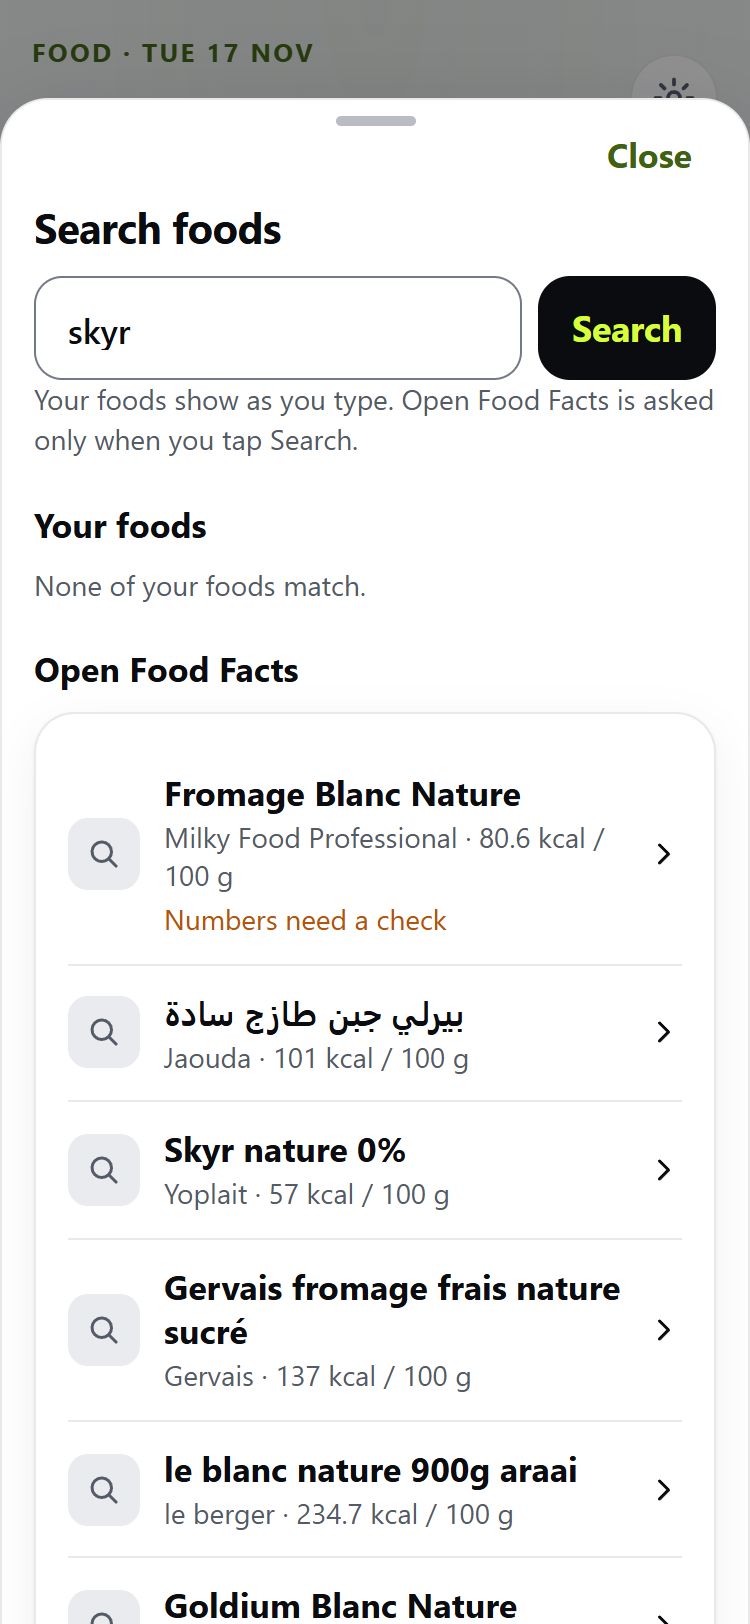 FOOD · TUE 17 NOV
Close
Search foods
skyr
Search
Your foods show as you type. Open Food Facts is asked
only when you tap Search.
Your foods
None of your foods match.
Open Food Facts
Fromage Blanc Nature
Milky Food Professional · 80.6 kcal /
100 g
Numbers need a check
بيرلي جبن طازج سادة
Jaouda · 101 kcal / 100 g
Skyr nature 0%
Yoplait · 57 kcal / 100 g
Gervais fromage frais nature
sucré
Gervais · 137 kcal / 100 g
le blanc nature 900g araai
le berger · 234.7 kcal / 100 g
Goldium Blanc Nature